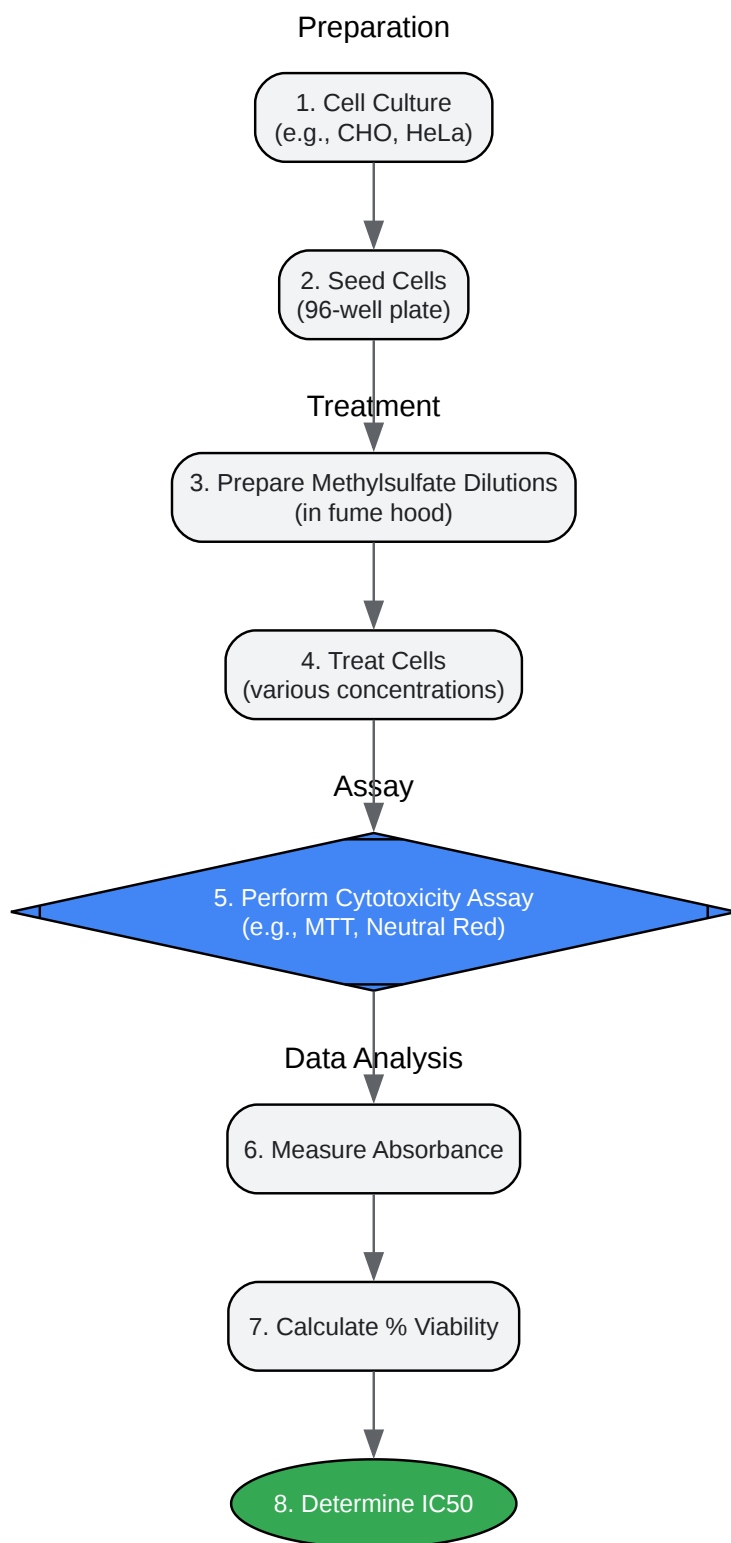 Preparation
1. Cell Culture
(e.g., CHO, HeLa)
2. Seed Cells
(96-well plate)
Treatment
3. Prepare Methylsulfate Dilutions
(in fume hood)
4. Treat Cells
(various concentrations)
Assay
5. Perform Cytotoxicity Assay
(e.g., MTT, Neutral Red)
Data Analysis
6. Measure Absorbance
7. Calculate % Viability
8. Determine IC50